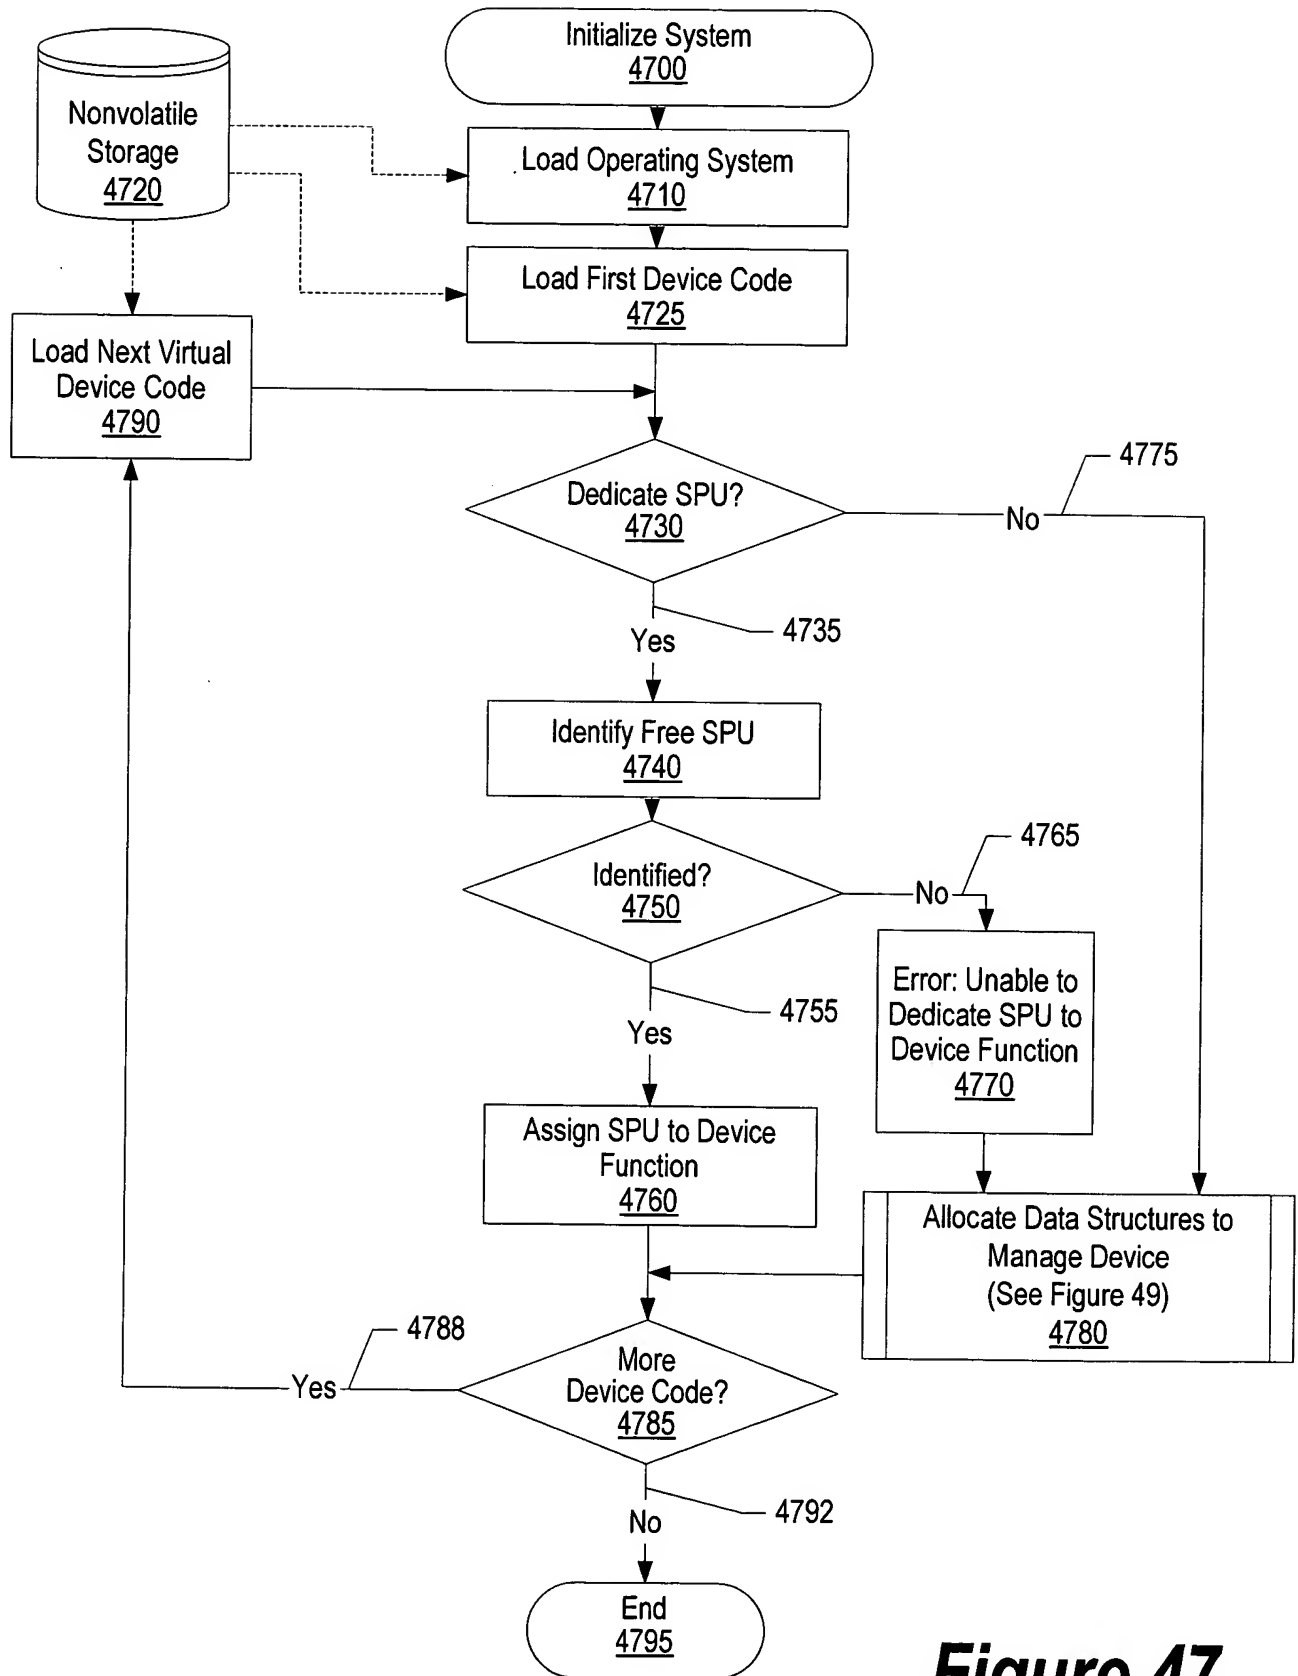 Initialize System
4700
Nonvolatile
Storage
4720
Load Operating System
4710
Load First Device Code
4725
Load Next Virtual
Device Code
4790
Dedicate SPU?
4730
No
4775
4735
Yes
Identify Free SPU
4740
Identified?
4750
No
4765
4755
Yes
Error: Unable to
Dedicate SPU to
Device Function
4770
Assign SPU to Device
Function
4760
Allocate Data Structures to
Manage Device
(See Figure 49)
4780
4788
Yes
More
Device Code?
4785
4792
No
End
4795
Figure 47